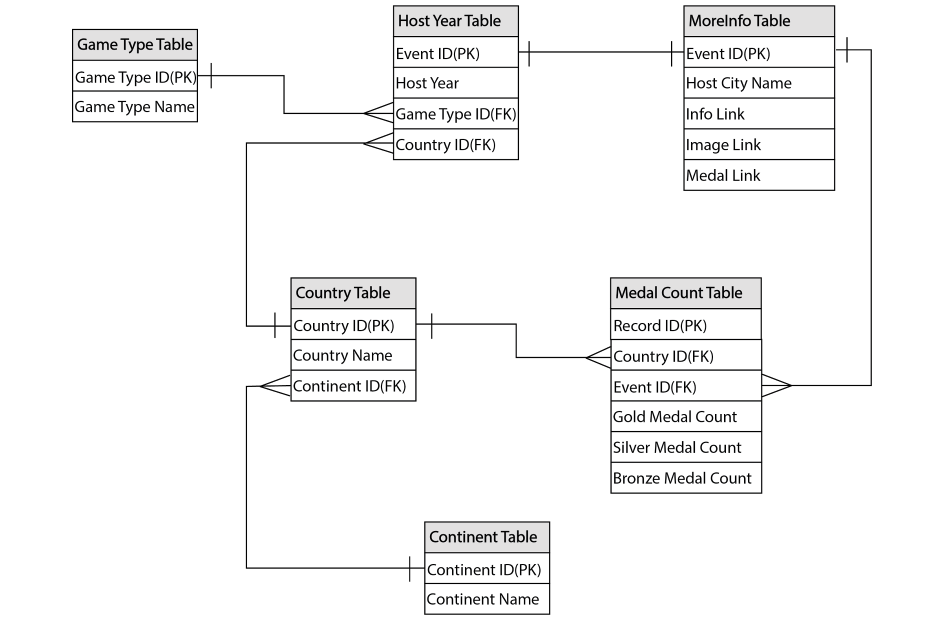 Game Type Table
Game Type ID(PK)
Game Type Name
Host Year Table
Event ID(PK)
Host Year
Game Type ID(FK)
Country ID(FK)
MoreInfo Table
Event ID(PK)
Host City Name
Info Link
Image Link
Medal Link
Country Table
Country ID(PK)
Country Name
Continent ID(FK)
Medal Count Table
Record ID(PK)
Country ID(FK)
Event ID(FK)
Gold Medal Count
Silver Medal Count
Bronze Medal Count
Continent Table
Continent ID(PK)
Continent Name